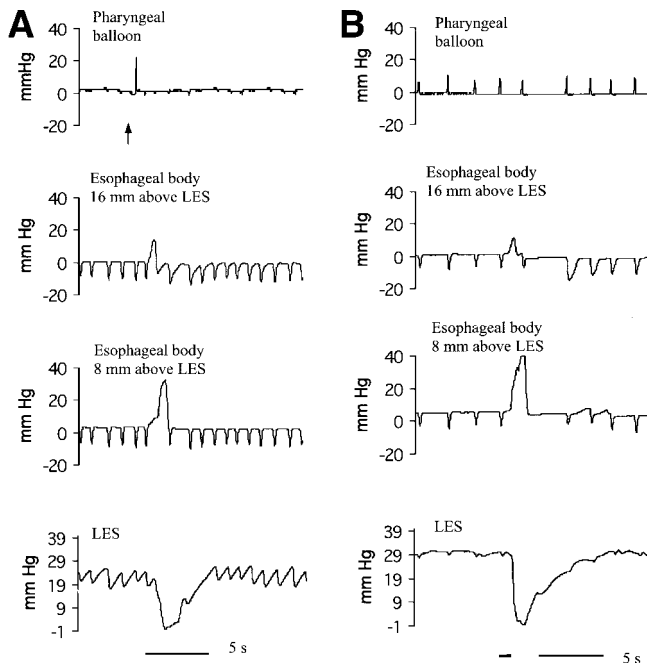 A
Pharyngeal
balloon
mmHg
40
20
0
-20
Esophageal body
16 mm above LES
mm Hg
40
20
0
-20
Esophageal body
8 mm above LES
mm Hg
40
20
0
-20
LES
mm Hg
39
29
19
9
-1
5 s
B
Pharyngeal
balloon
mmHg
40
20
0
-20
Esophageal body
16 mm above LES
mm Hg
40
20
0
-20
Esophageal body
8 mm above LES
mm Hg
40
20
0
-20
LES
mm Hg
39
29
19
9
-1
5 s